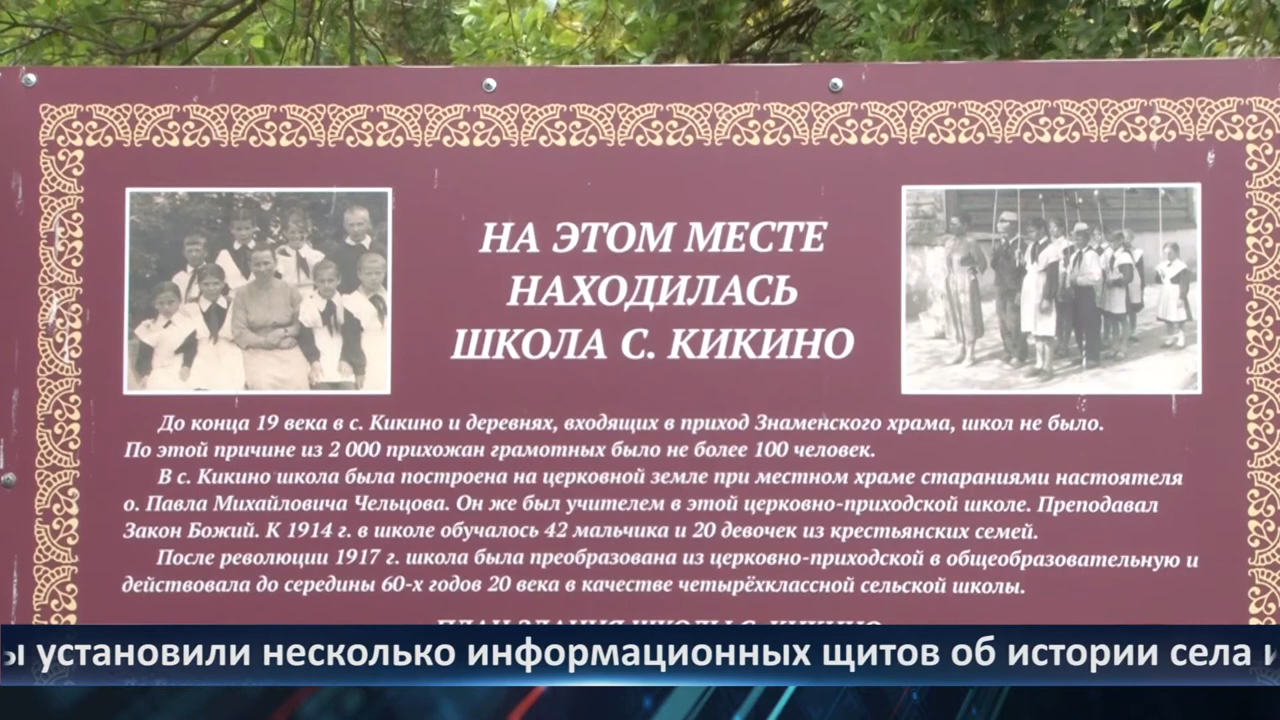 НА ЭТОМ МЕСТЕ
НАХОДИЛАСЬ
ШКОЛА С. КИКИНО
До конца 19 века в с. Кикино и деревнях, входящих в приход Знаменского храма, школ не было.
По этой причине из 2 000 прихожан грамотных было не более 100 человек.
В с. Кикино школа была построена на церковной земле при местном храме стараниями настоятеля
о. Павла Михайловича Чельцова. Он же был учителем в этой церковно-приходской школе. Преподавал
Закон Божий. К 1914 г. в школе обучалось 42 мальчика и 20 девочек из крестьянских семей.
После революции 1917 г. школа была преобразована из церковно-приходской в общеобразовательную и
действовала до середины 60-х годов 20 века в качестве четырёхклассной сельской школы.
ПЛАН ЗДАНИЯ ШКОЛЫ С. КИКИНО
ы установили несколько информационных щитов об истории села и